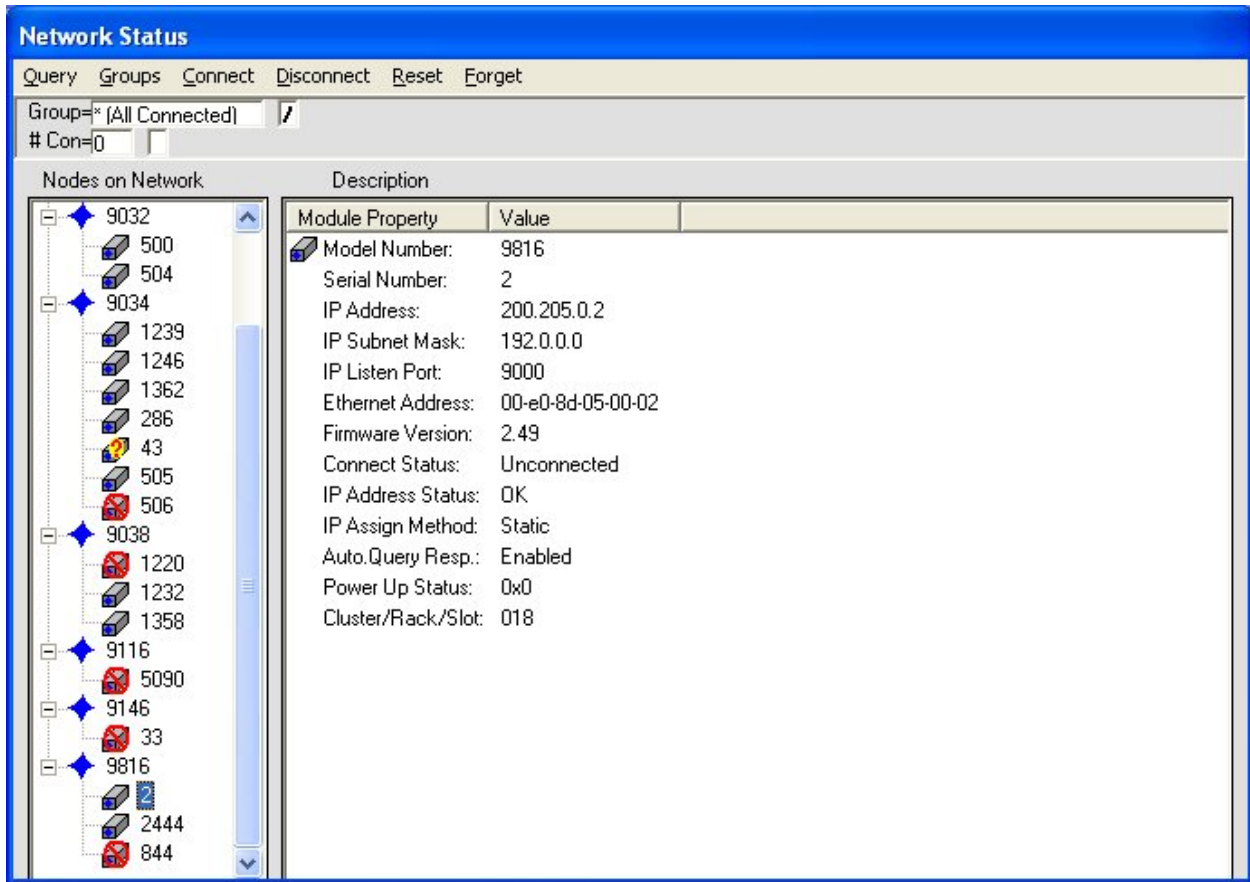 Network Status
Query Groups Connect Disconnect Reset Forget
Group=* (All Connected) /
# Con=0
Nodes on Network Description
9032
500
504
9034
1239
1246
1362
286
43
505
506
9038
1220
1232
1358
9116
5090
9146
33
9816
2
2444
844
Module Property Value
Model Number: 9816
Serial Number: 2
IP Address: 200.205.0.2
IP Subnet Mask: 192.0.0.0
IP Listen Port: 9000
Ethernet Address: 00-e0-8d-05-00-02
Firmware Version: 2.49
Connect Status: Unconnected
IP Address Status: OK
IP Assign Method: Static
Auto.Query Resp.: Enabled
Power Up Status: 0x0
Cluster/Rack/Slot: 018